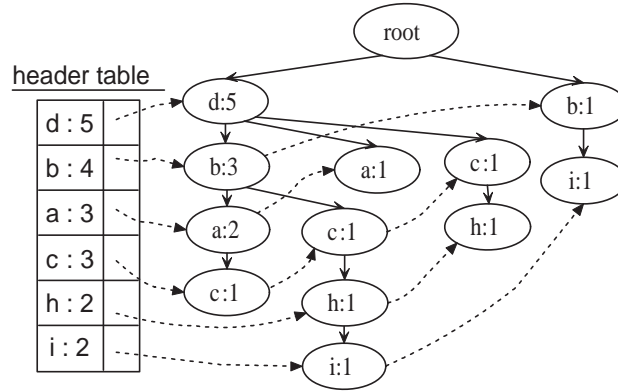 root
header table
d : 5
d:5
b:1
b : 4
b:3
a:1
c:1
i:1
a : 3
a:2
c:1
h:1
c : 3
c:1
h : 2
h:1
i : 2
i:1